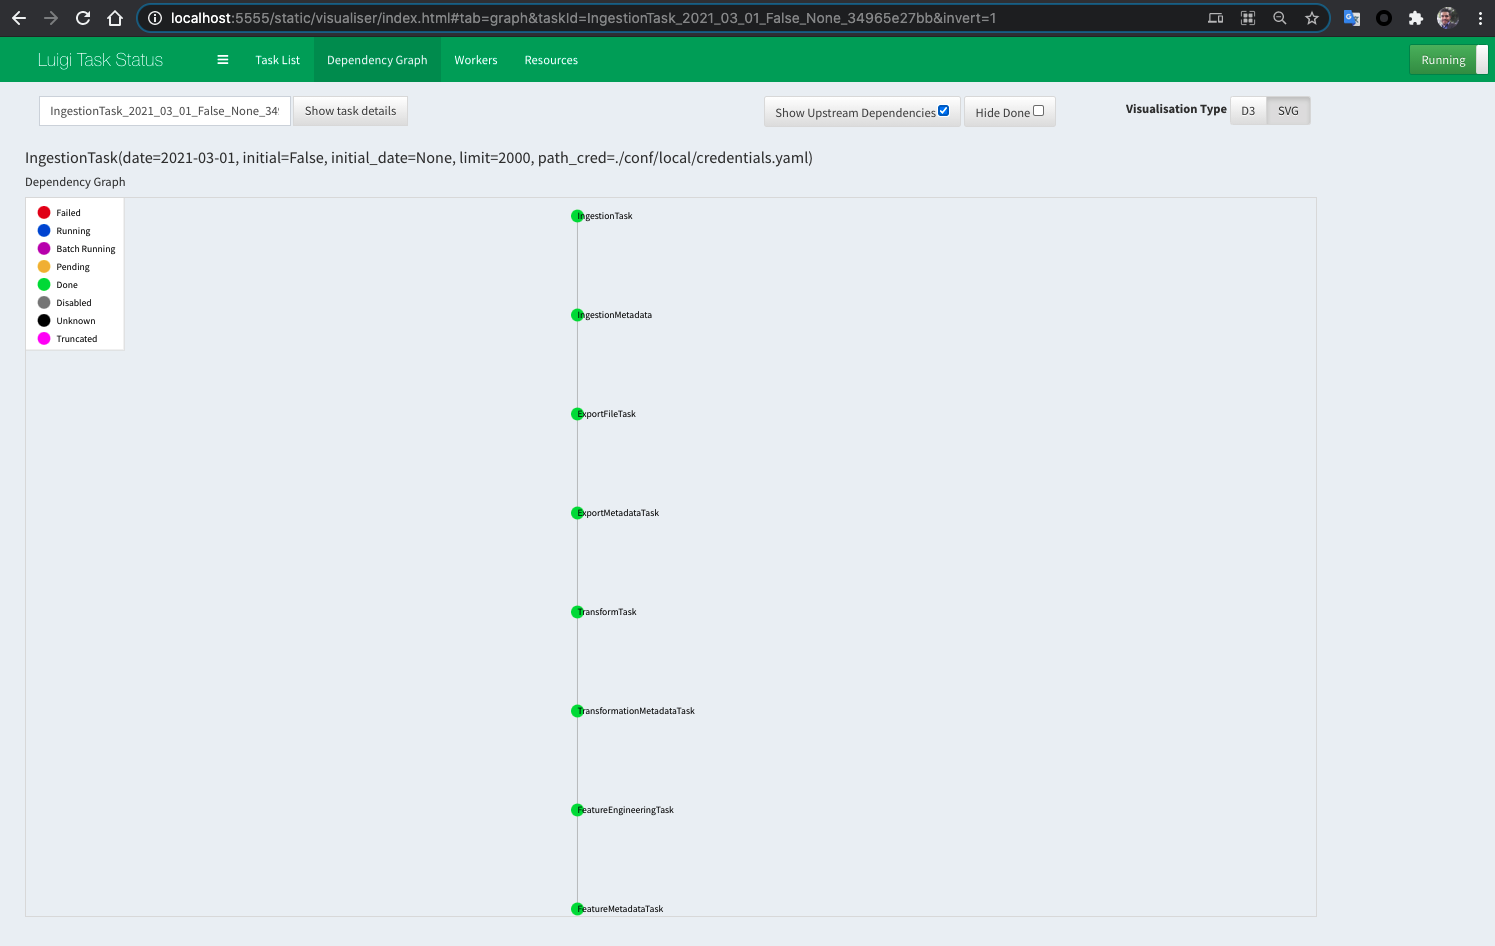 localhost:5555/static/visualiser/index.html#tab=graph&taskId=IngestionTask_2021_03_01_False_None_34965e27bb&invert=1
Luigi Task Status
Task List
Dependency Graph
Workers
Resources
Running
IngestionTask_2021_03_01_False_None_349
Show task details
Show Upstream Dependencies
Hide Done
Visualisation Type
D3
SVG
IngestionTask(date=2021-03-01, initial=False, initial_date=None, limit=2000, path_cred=./conf/local/credentials.yaml)
Dependency Graph
Failed
Running
Batch Running
Pending
Done
Disabled
Unknown
Truncated
IngestionTask
IngestionMetadata
ExportFileTask
ExportMetadataTask
TransformTask
TransformationMetadataTask
FeatureEngineeringTask
FeatureMetadataTask